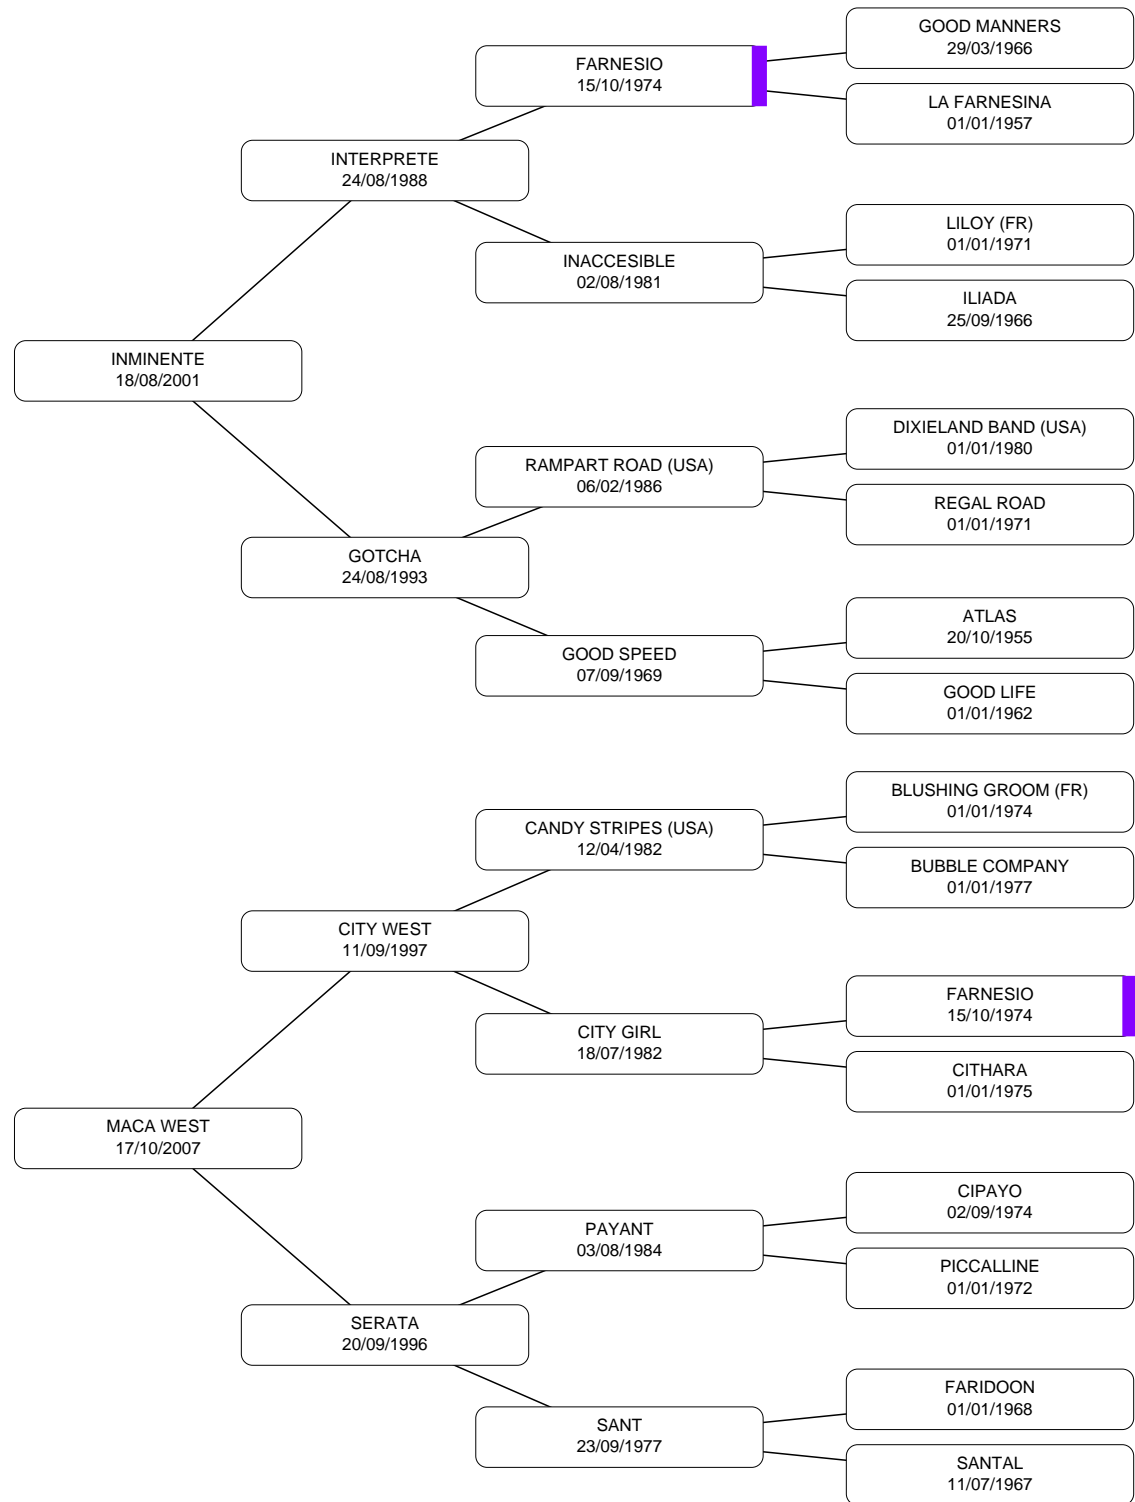 GOOD MANNERS
29/03/1966
FARNESIO
15/10/1974
LA FARNESINA
01/01/1957
INTERPRETE
24/08/1988
LILOY (FR)
01/01/1971
INACCESIBLE
02/08/1981
ILIADA
25/09/1966
INMINENTE
18/08/2001
DIXIELAND BAND (USA)
01/01/1980
RAMPART ROAD (USA)
06/02/1986
REGAL ROAD
01/01/1971
GOTCHA
24/08/1993
ATLAS
20/10/1955
GOOD SPEED
07/09/1969
GOOD LIFE
01/01/1962
BLUSHING GROOM (FR)
01/01/1974
CANDY STRIPES (USA)
12/04/1982
BUBBLE COMPANY
01/01/1977
CITY WEST
11/09/1997
FARNESIO
15/10/1974
CITY GIRL
18/07/1982
CITHARA
01/01/1975
MACA WEST
17/10/2007
CIPAYO
02/09/1974
PAYANT
03/08/1984
PICCALLINE
01/01/1972
SERATA
20/09/1996
FARIDOON
01/01/1968
SANT
23/09/1977
SANTAL
11/07/1967